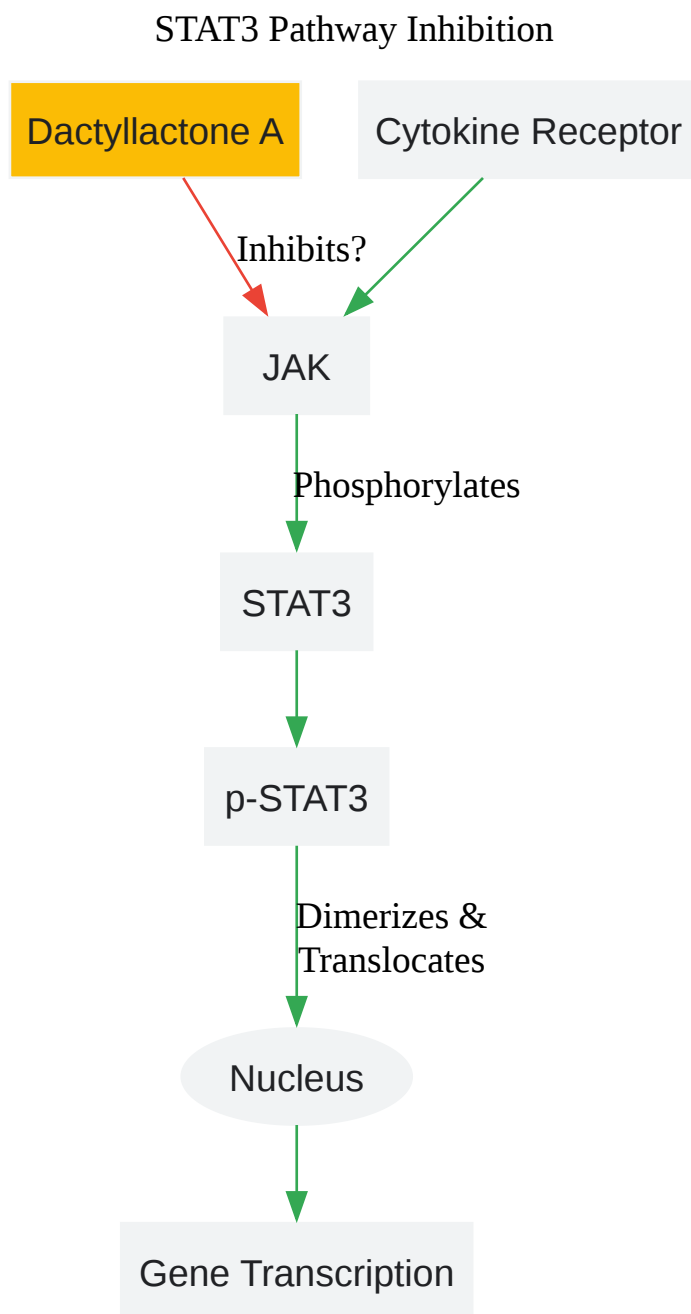 STAT3 Pathway Inhibition
Dactyllactone A
Cytokine Receptor
Inhibits?
JAK
Phosphorylates
STAT3
p-STAT3
Dimerizes &
Translocates
Nucleus
Gene Transcription